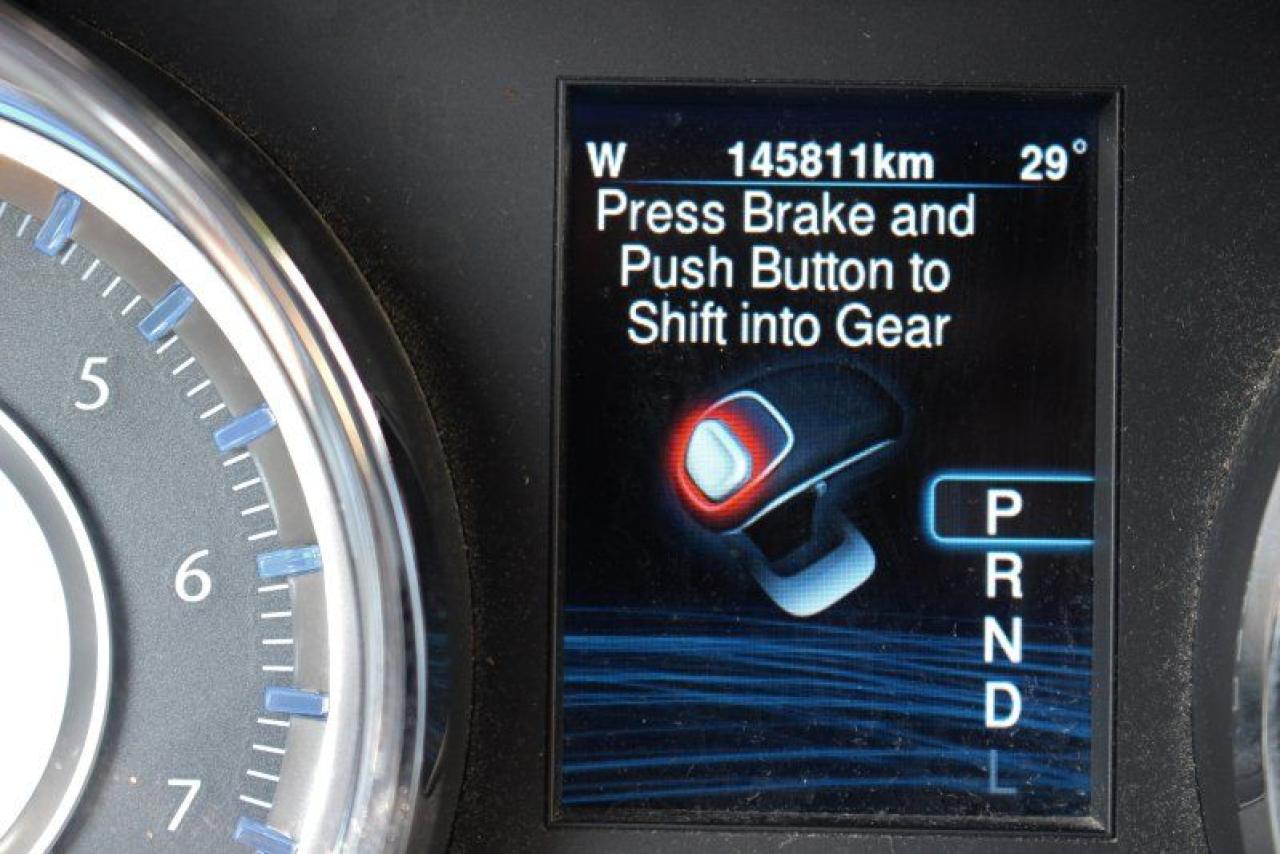 W 145811km 29°
Press Brake and
Push Button to
Shift into Gear
P
R
N
D
L
5
6
7